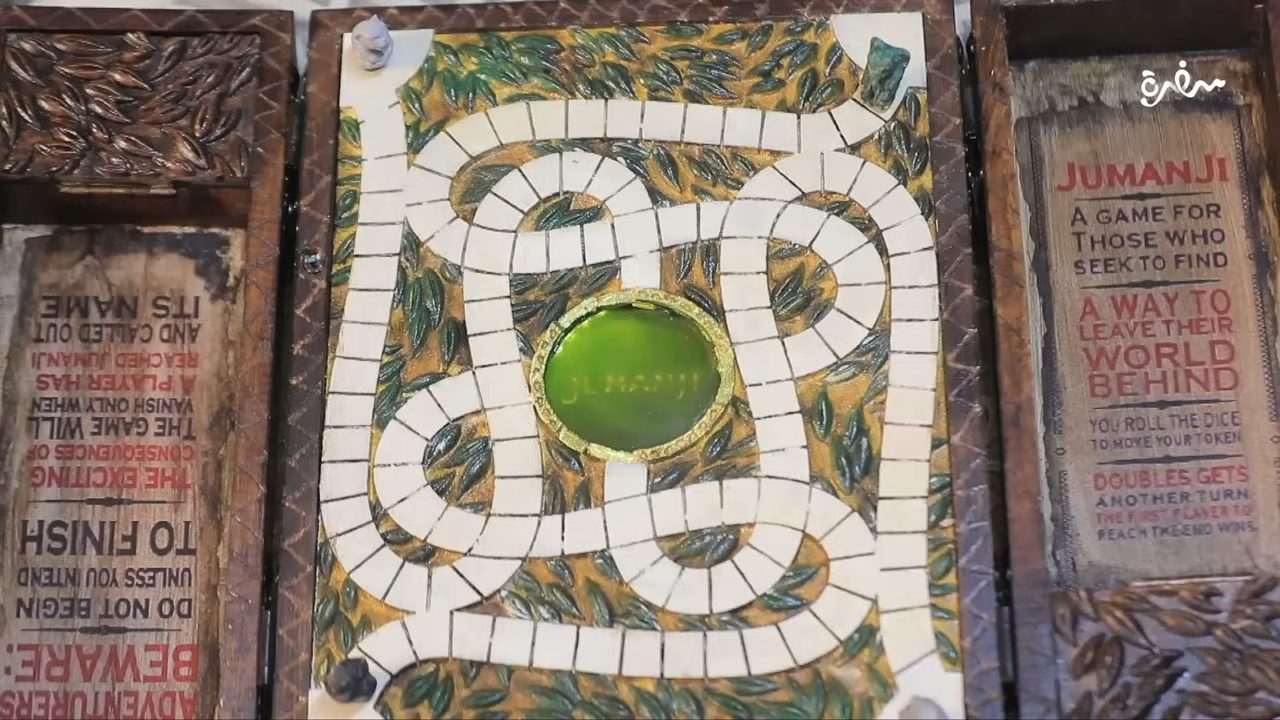 سفرة
JUMANJI
A GAME FOR
THOSE WHO
SEEK TO FIND
A WAY TO
LEAVE THEIR
WORLD
BEHIND
YOU ROLL THE DICE
TO MOVE YOUR TOKEN
DOUBLES GETS
ANOTHER TURN
THE FIRST PLAYER TO
REACH THE END WINS
JUMANJI
ADVENTURERS
BEWARE:
DO NOT BEGIN
UNLESS YOU INTEND
TO FINISH
THE EXCITING
CONSEQUENCES OF
THE GAME WILL
VANISH ONLY WHEN
A PLAYER HAS
REACHED JUMANJI
AND CALLED OUT
ITS NAME